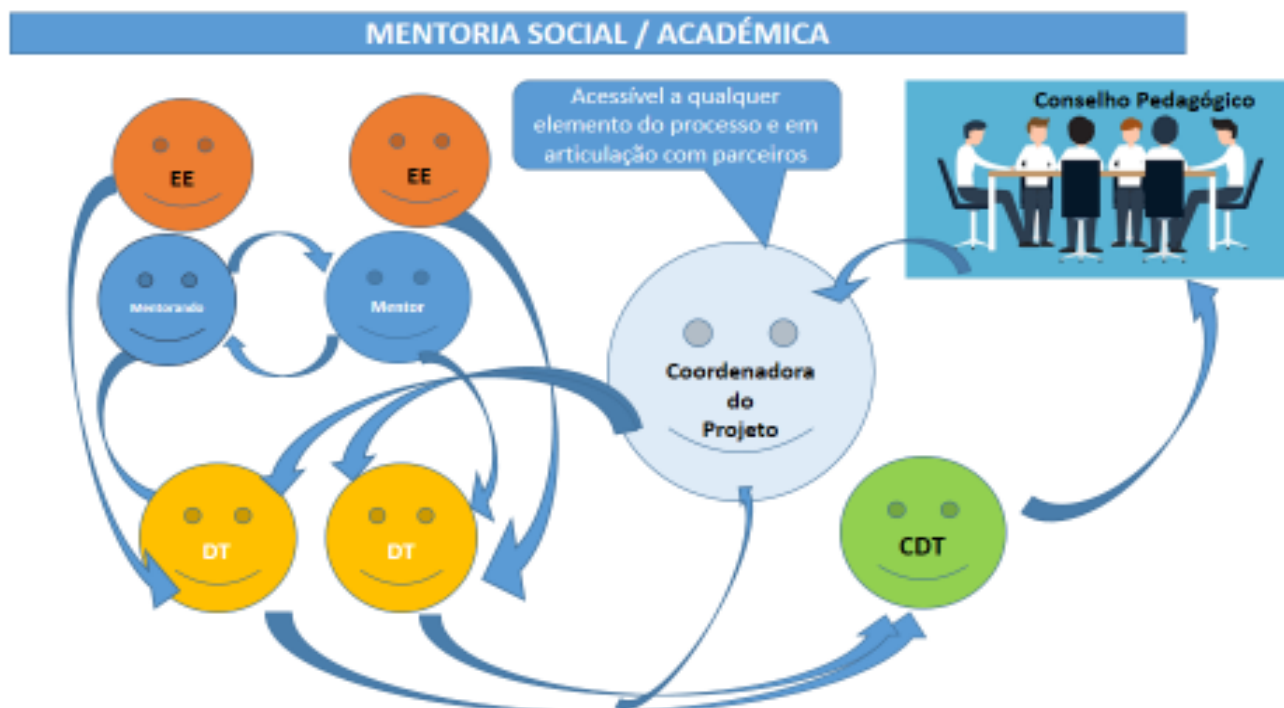 MENTORIA SOCIAL / ACADÉMICA
Acessível a qualquer
elemento do processo e em
articulação com parceiros
Conselho Pedagógico
EE
EE
Mentorando
Mentor
Coordenadora
do
Projeto
DT
DT
CDT